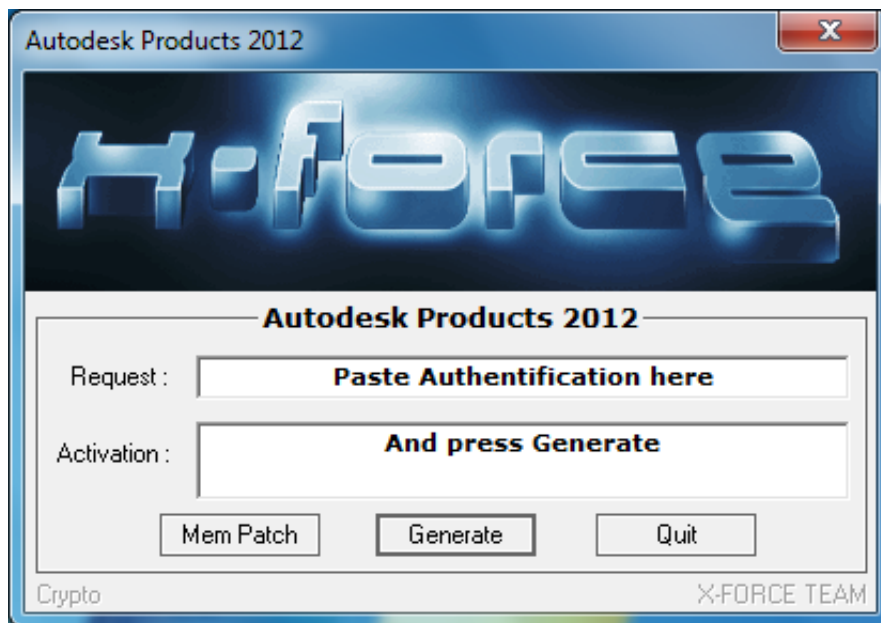 Autodesk Products 2012
X-force
Autodesk Products 2012
Request :
Paste Authentification here
Activation :
And press Generate
Mem Patch
Generate
Quit
Crypto
X-FORCE TEAM